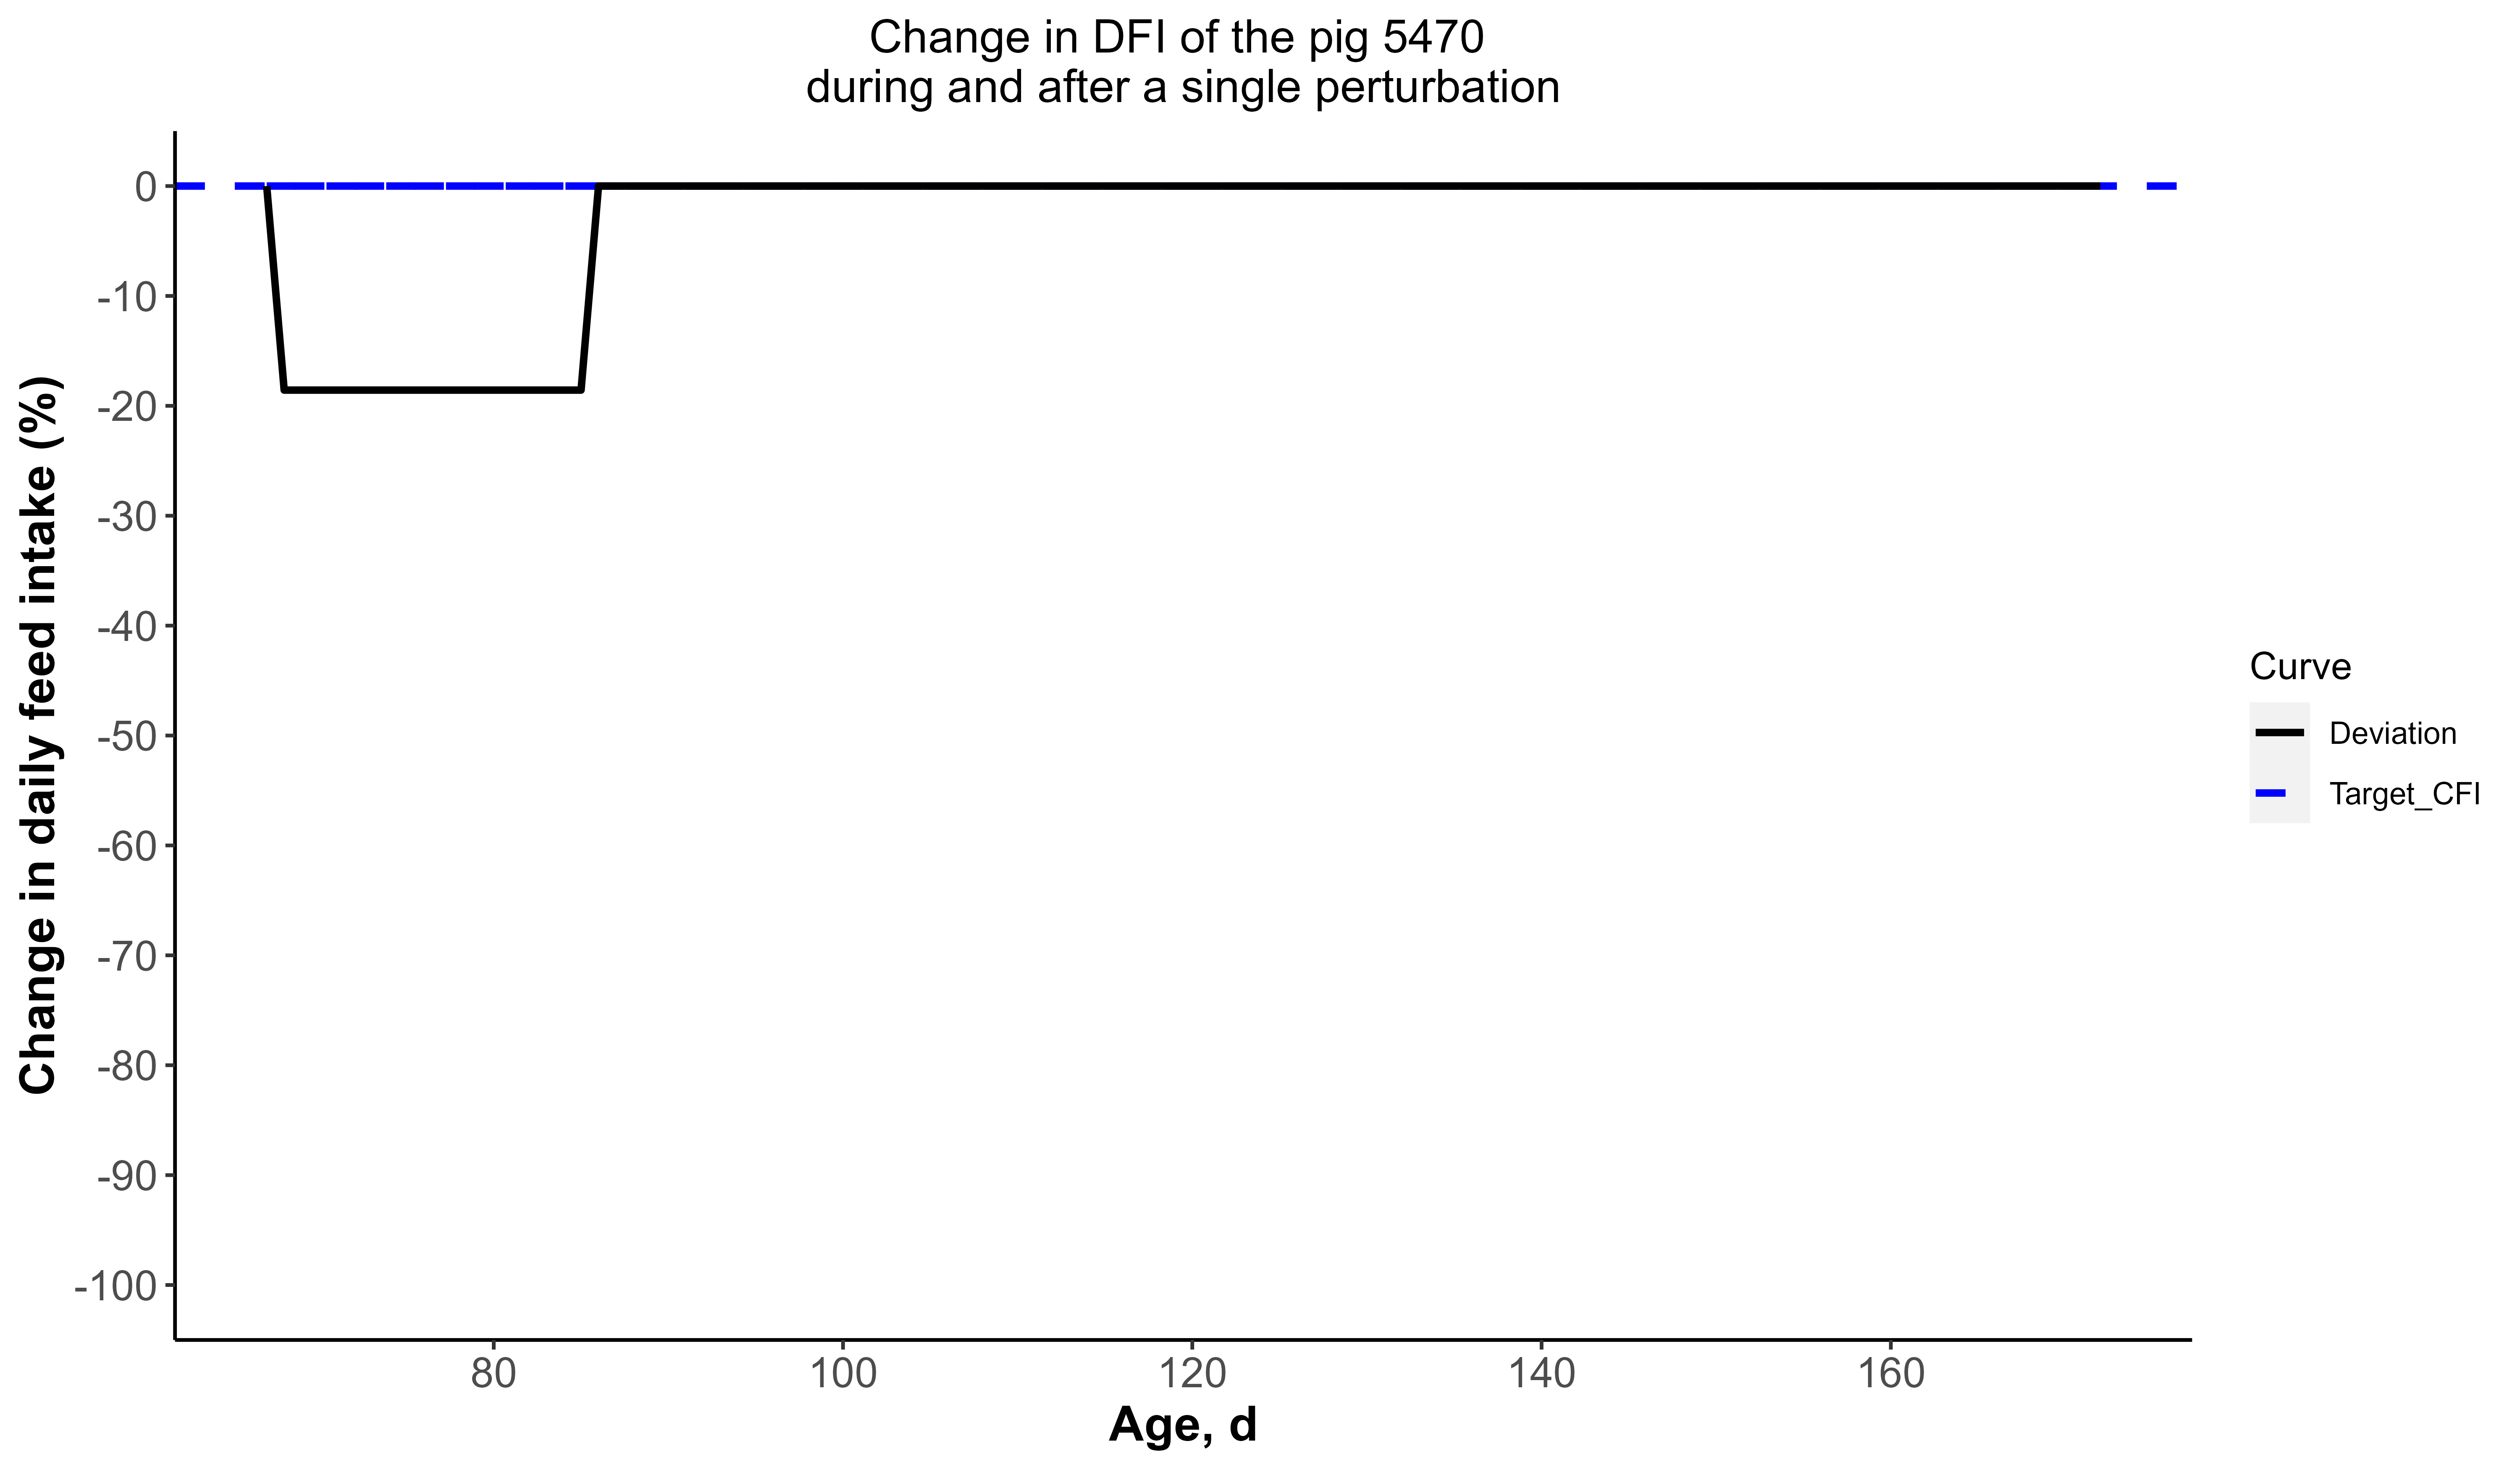 Change in DFI of the pig 5470
during and after a single perturbation
Change in daily feed intake (%)
0
-10
-20
-30
-40
-50
-60
-70
-80
-90
-100
80
100
120
140
160
Age, d
Curve
Deviation
Target_CFI